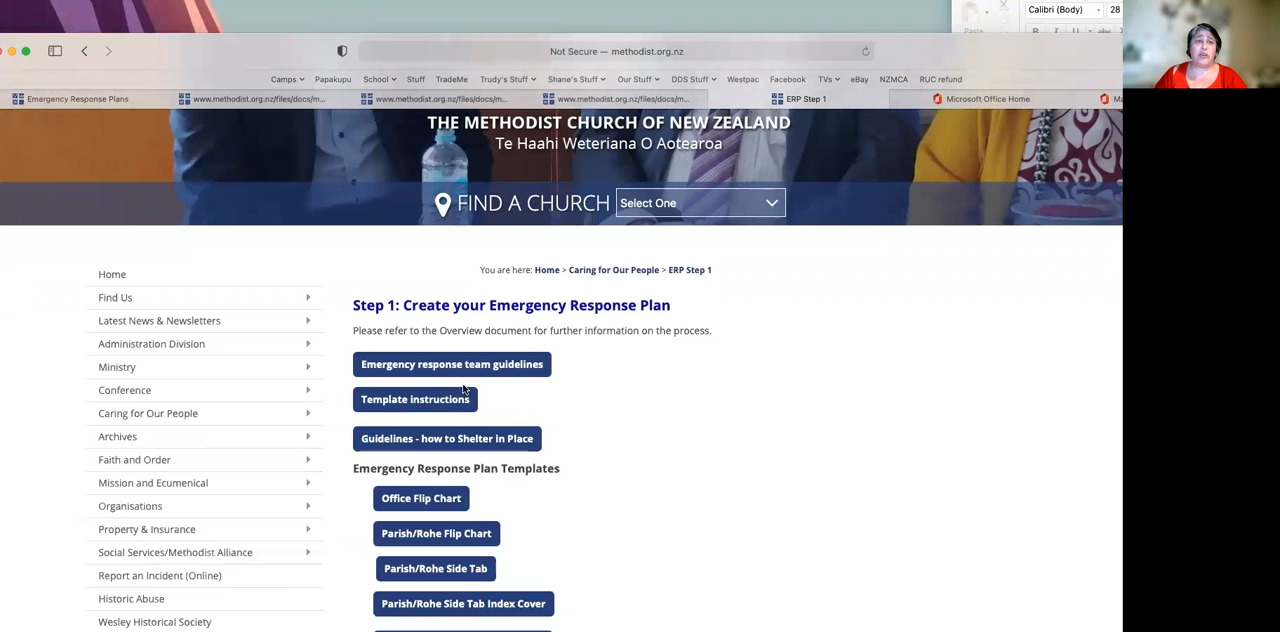 Calibri (Body)
28
Paste
Not Secure — methodist.org.nz
Camps Papakupu School Stuff TradeMe Trudy's Stuff Shane's Stuff Our Stuff DDS Stuff Westpac Facebook TVs eBay NZMCA RUC refund
Emergency Response Plans
www.methodist.org.nz/files/docs/m...
www.methodist.org.nz/files/docs/m...
www.methodist.org.nz/files/docs/m...
ERP Step 1
Microsoft Office Home
THE METHODIST CHURCH OF NEW ZEALAND
Te Haahi Weteriana O Aotearoa
FIND A CHURCH Select One
You are here: Home > Caring for Our People > ERP Step 1
Home
Find Us
Latest News & Newsletters
Administration Division
Ministry
Conference
Caring for Our People
Archives
Faith and Order
Mission and Ecumenical
Organisations
Property & Insurance
Social Services/Methodist Alliance
Report an Incident (Online)
Historic Abuse
Wesley Historical Society
Step 1: Create your Emergency Response Plan
Please refer to the Overview document for further information on the process.
Emergency response team guidelines
Template instructions
Guidelines - how to Shelter in Place
Emergency Response Plan Templates
Office Flip Chart
Parish/Rohe Flip Chart
Parish/Rohe Side Tab
Parish/Rohe Side Tab Index Cover